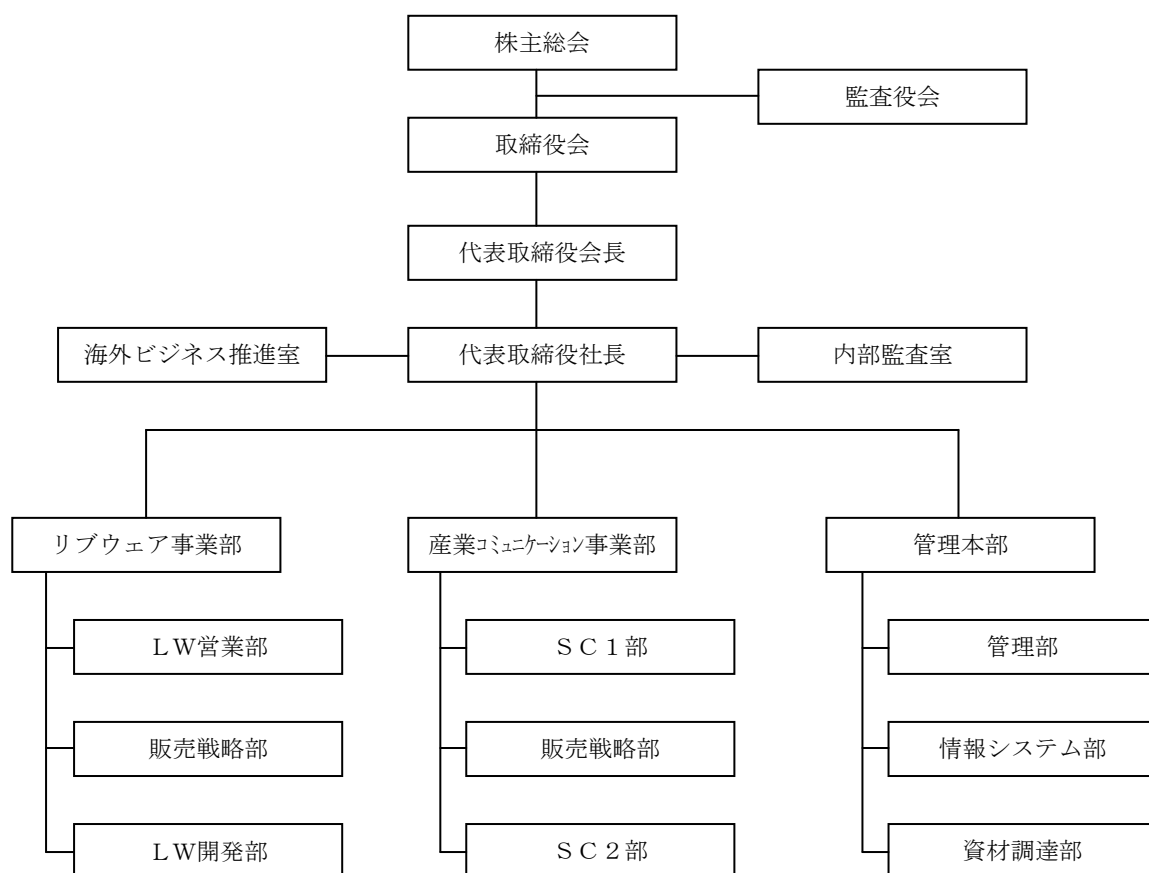 株主総会
監査役会
取締役会
代表取締役会長
海外ビジネス推進室
代表取締役社長
内部監査室
リブウェア事業部
産業コミュニケーション事業部
管理本部
ＬＷ営業部
ＳＣ１部
管理部
販売戦略部
販売戦略部
情報システム部
ＬＷ開発部
ＳＣ２部
資材調達部